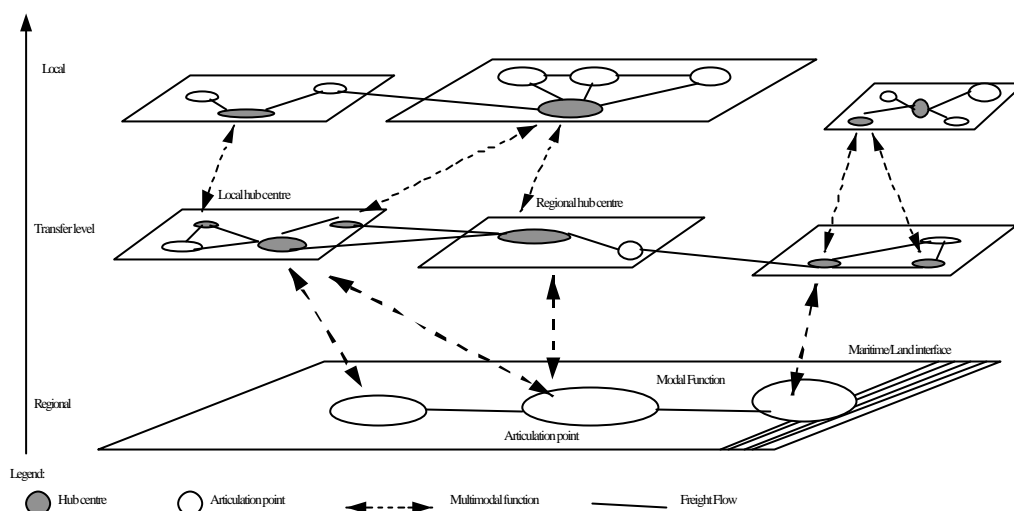 Local
Local hub centre
Regional hub centre
Transfer level
Maritime/Land interface
Modal Function
Regional
Articulation point
Legend:
Hub centre
Articulation point
Multimodal function
Freight Flow